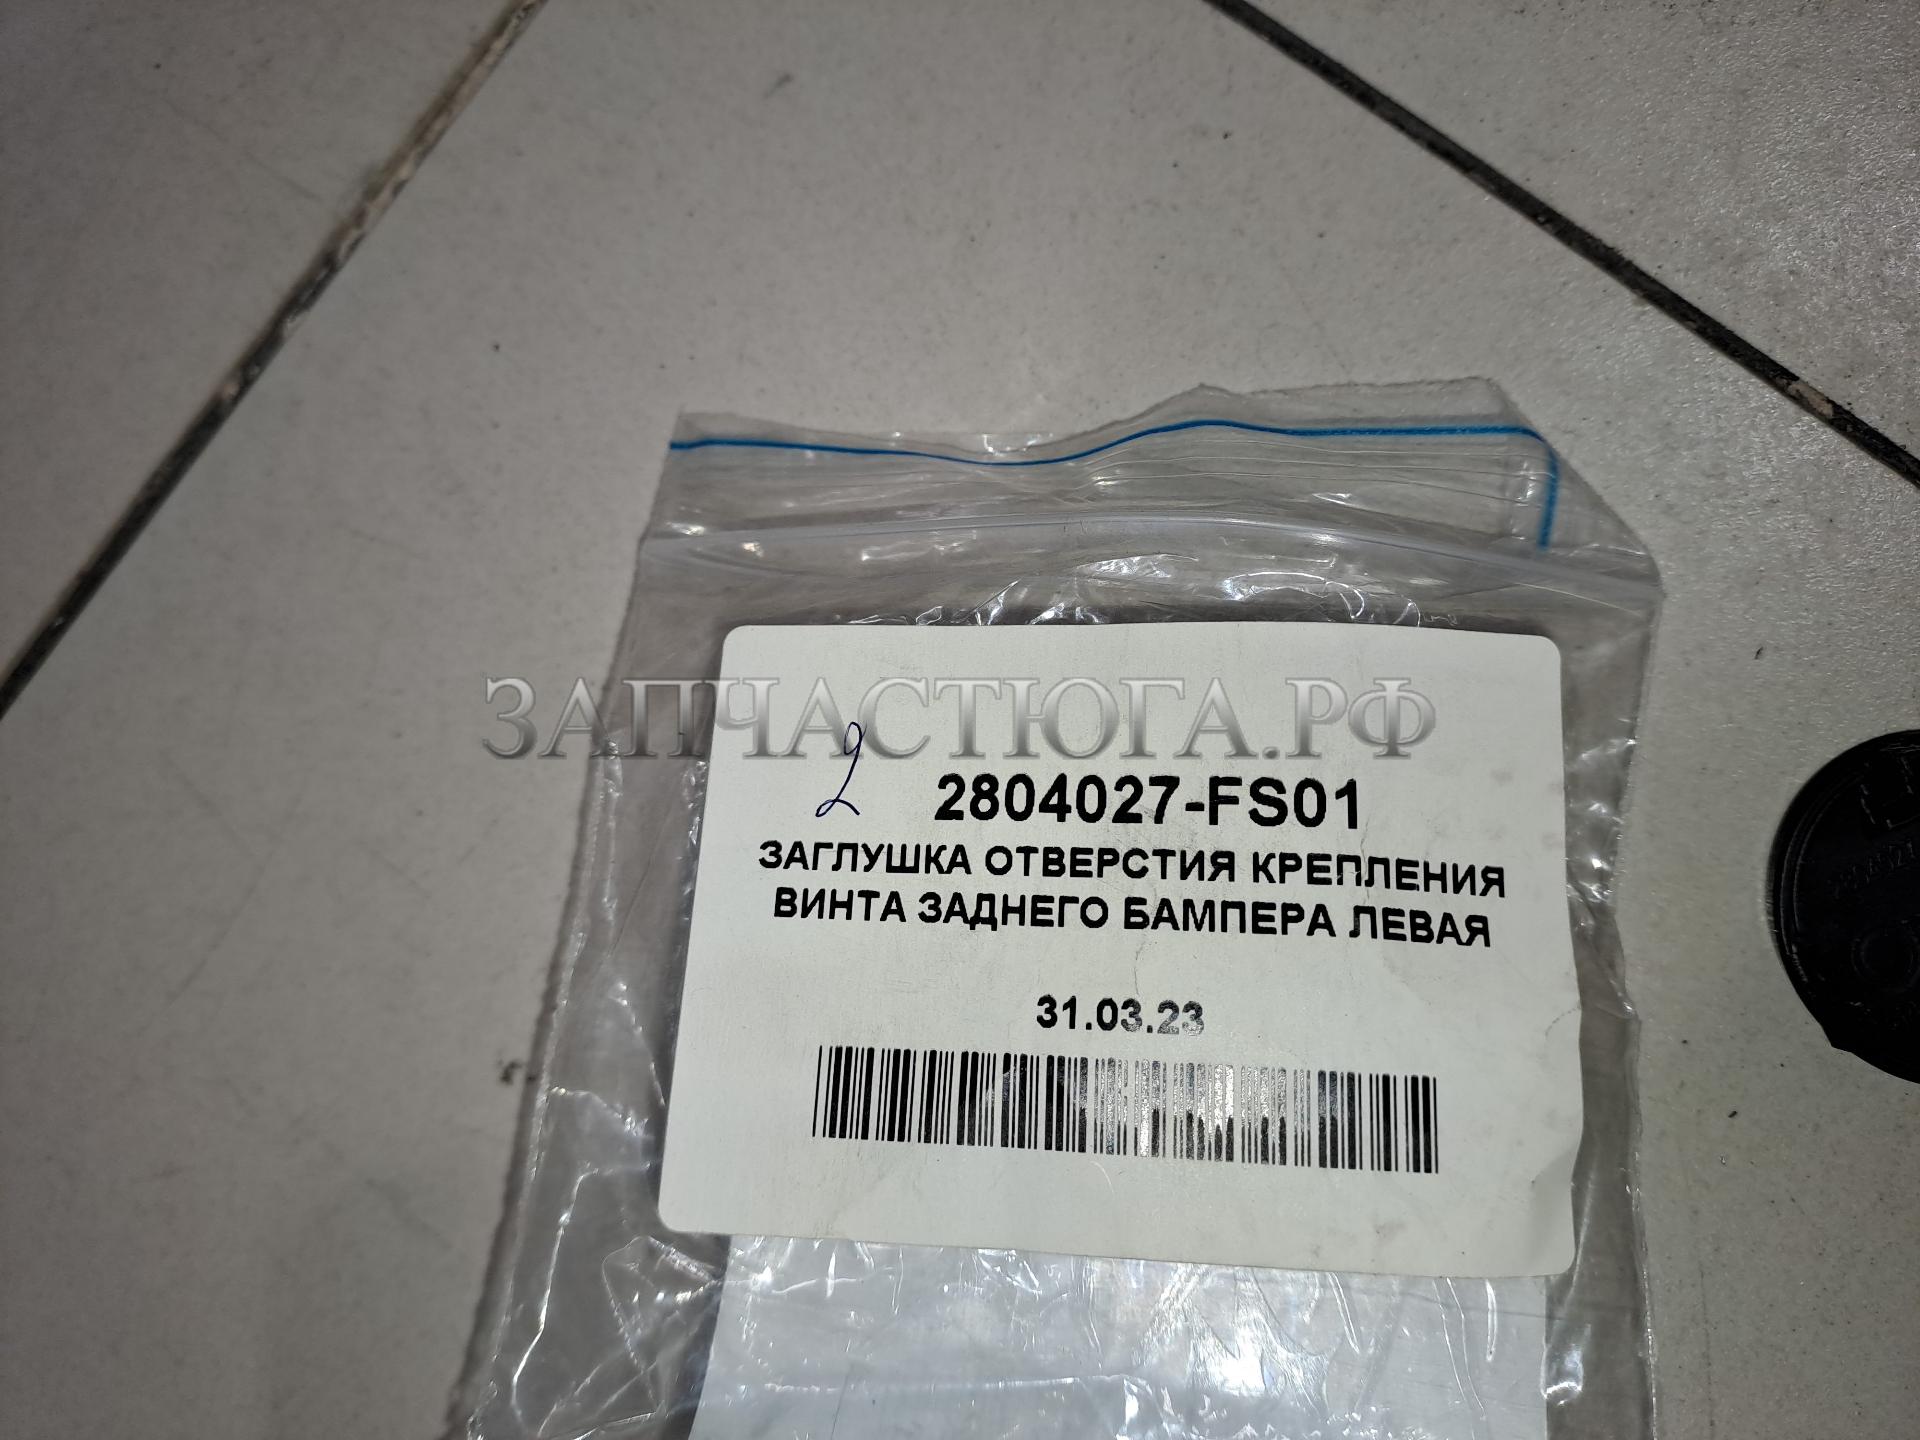 ЗАПЧАСТЮГА.РФ
2 2804027-FS01
ЗАГЛУШКА ОТВЕРСТИЯ КРЕПЛЕНИЯ
ВИНТА ЗАДНЕГО БАМПЕРА ЛЕВАЯ
31.03.23